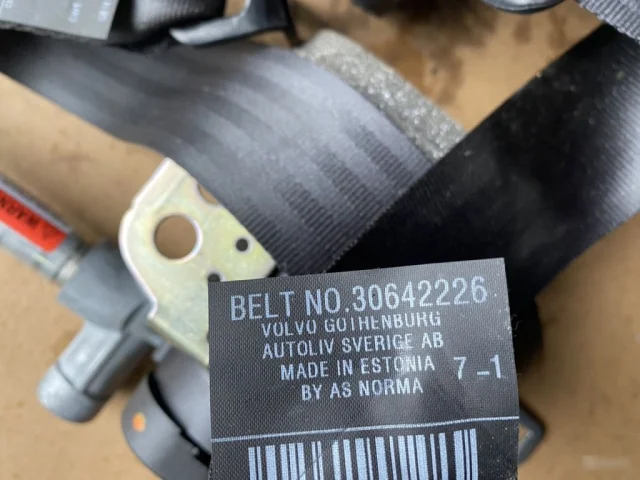 BELT NO.30642226
VOLVO GOTHENBURG
AUTOLIV SVERIGE AB
MADE IN ESTONIA 7-1
BY AS NORMA